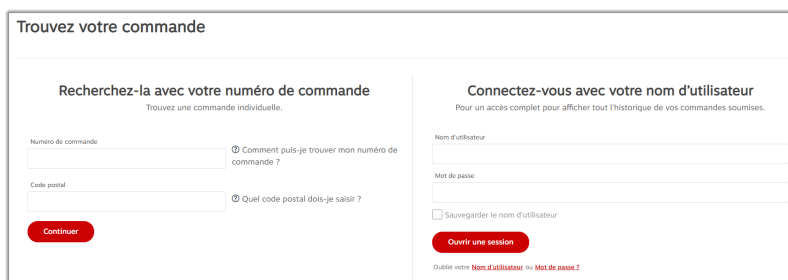 Trouvez votre commande
Recherchez-la avec votre numéro de commande
Trouvez une commande individuelle.
Numéro de commande
Comment puis-je trouver mon numéro de
commande ?
Code postal
Quel code postal dois-je saisir ?
Continuer
Connectez-vous avec votre nom d'utilisateur
Pour un accès complet pour afficher tout l'historique de vos commandes soumises.
Nom d'utilisateur
Mot de passe
Sauvegarder le nom d'utilisateur
Ouvrir une session
Oublié votre Nom d'utilisateur ou Mot de passe ?